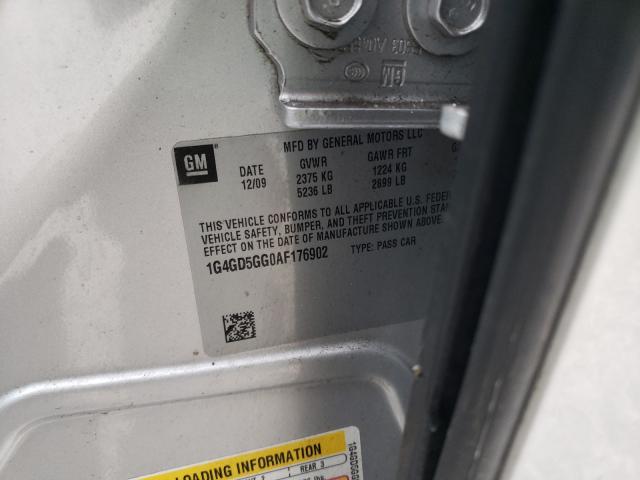 GM
GM
MFD BY GENERAL MOTORS LLC
DATE GVWR GAWR FRT
12/09 2375 KG 1224 KG
5236 LB 2699 LB
THIS VEHICLE CONFORMS TO ALL APPLICABLE U.S.
VEHICLE SAFETY, BUMPER, AND THEFT PREVENTION
EFFECT ON THE DATE OF MANUFACTURE SHOWN ABOVE.
1G4GD5GG0AF176902 TYPE: PASS CAR
LOADING INFORMATION
REAR 3